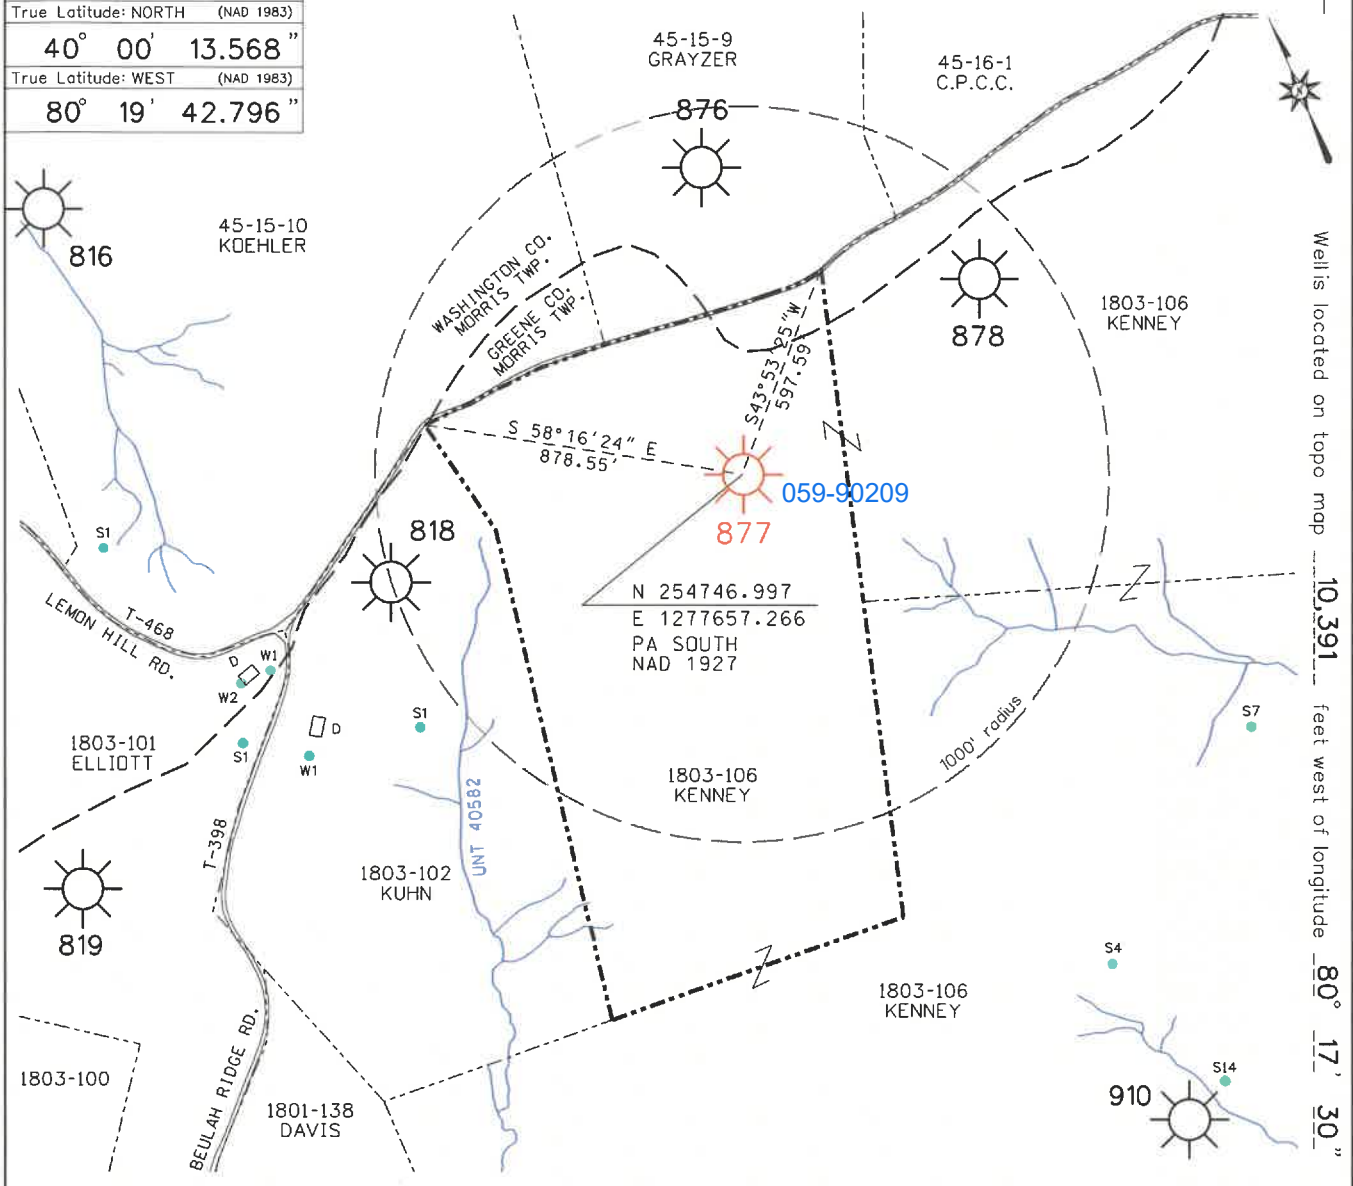 True Latitude: NORTH (NAD 1983)
40° 00' 13.568"
True Latitude: WEST (NAD 1983)
80° 19' 42.796"
45-15-9
GRAYZER
45-16-1
C.P.C.C.
876
N
816
45-15-10
KOEHLER
WASHINGTON CO.
MORRIS TWP.
GREENE CO.
MORRIS TWP.
878
1803-106
KENNEY
S43°53'25"W
597.59'
S 58°16'24" E
878.55'
059-90209
877
818
S1
N 254746.997
E 1277657.266
PA SOUTH
NAD 1927
T-468
LEMON HILL RD.
D
W1
W2
S1
D
W1
S1
1803-101
ELLIOTT
1000' radius
S7
1803-106
KENNEY
UNT 40582
T-398
1803-102
KUHN
819
S4
1803-106
KENNEY
1803-100
BEULAH RIDGE RD.
1801-138
DAVIS
S14
910
Well is located on topo map 10,391 feet west of longitude 80° 17' 30"